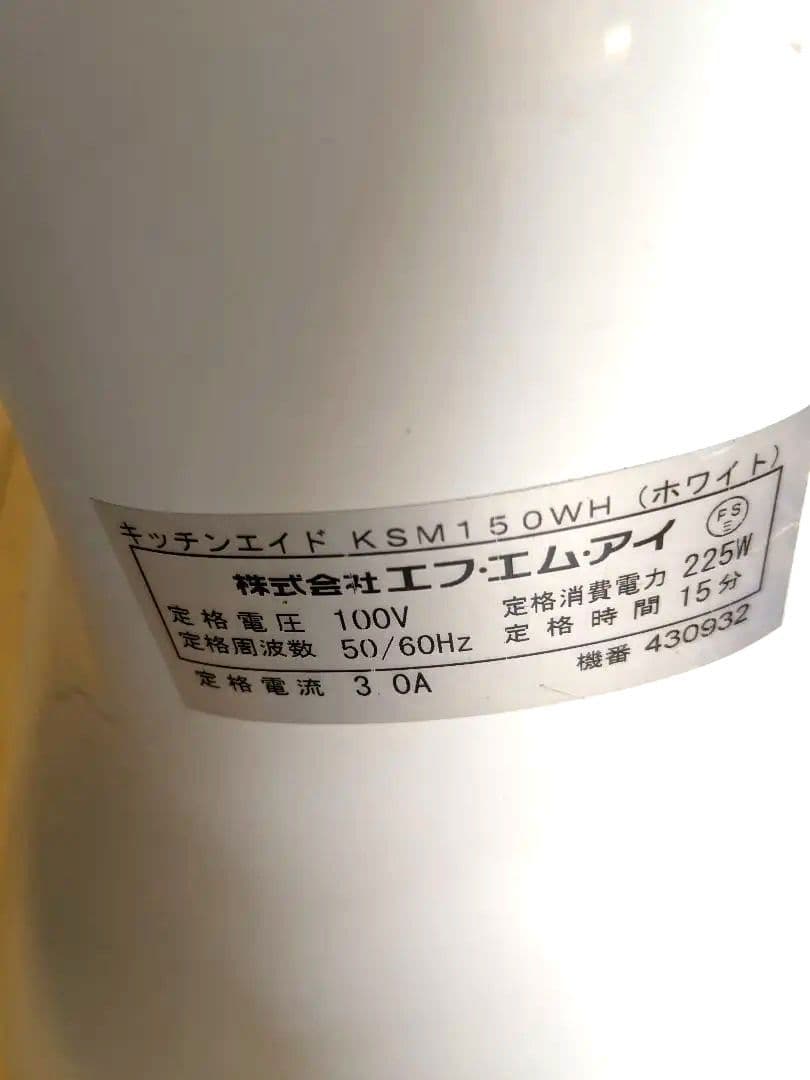 キッチンエイド KSM150WH (ホワイト)
株式会社エフ・エム・アイ FS
定格電圧 100V 定格消費電力 225W
定格周波数 50/60Hz 定格時間 15分
定格電流 3.0A 機番 430932